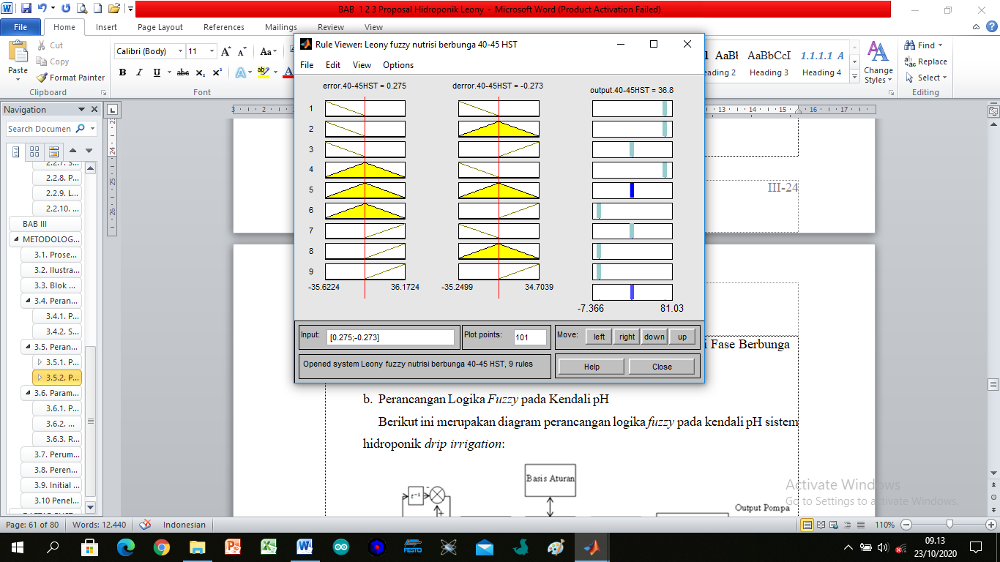 BAB 1 2 3 Proposal Hidroponik Leony - Microsoft Word (Product Activation Failed)
File Home Insert Page Layout References Mailings Review View
Paste
Cut
Copy
Format Painter
Clipboard
Calibri (Body) 11
Font
AaBbCcI 1.1.1.1 A
Heading 3 Heading 4
Change Styles
Find
Replace
Select
Editing
Navigation
Search Documen
2.2.8. P...
2.2.9. L...
2.2.10. ...
BAB III
METODOLOG...
3.1. Prose...
3.2. Ilustra...
3.3. Blok ...
3.4. Peran...
3.4.1. P...
3.4.2. S...
3.5. Peran...
3.5.1. P...
3.5.2. P...
3.6. Param...
3.6.1. P...
3.6.2. ...
3.6.3. R...
3.7. Perum...
3.8. Peren...
3.9. Initial ...
3.10 Penel...
Rule Viewer: Leony fuzzy nutrisi berbunga 40-45 HST
File Edit View Options
error.40-45HST = 0.275 derror.40-45HST = -0.273 output.40-45HST = 36.8
1
2
3
4
5
6
7
8
9
-35.6224 36.1724 -35.2499 34.7039
-7.366 81.03
Input: [0.275;-0.273] Plot points: 101 Move: left right down up
Opened system Leony fuzzy nutrisi berbunga 40-45 HST, 9 rules
Help Close
III-24
i Fase Berbunga
b. Perancangan Logika Fuzzy pada Kendali pH
Berikut ini merupakan diagram perancangan logika fuzzy pada kendali pH sistem
hidroponik drip irrigation:
Basis Aturan
Output Pompa
Activate Windows
Go to Settings to activate Windows.
Page: 61 of 80 Words: 12.440 Indonesian 110%
09.13
23/10/2020